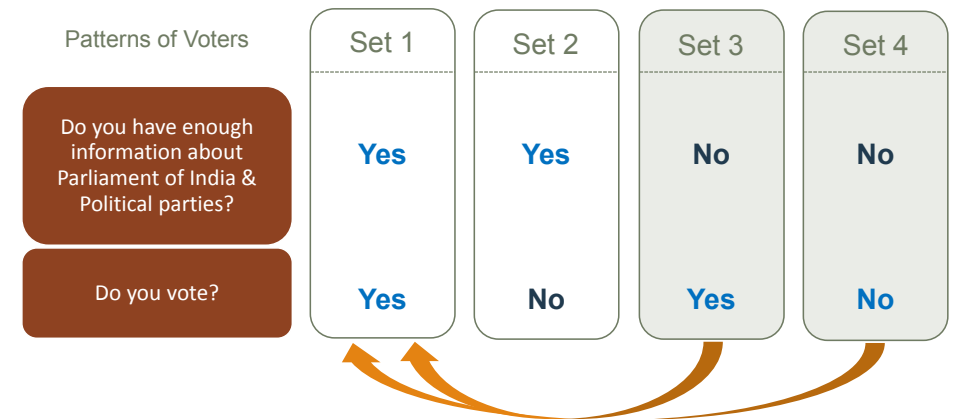 Patterns of Voters
Set 1
Set 2
Set 3
Set 4
Do you have enough
information about
Parliament of India &
Political parties?
Yes
Yes
No
No
Do you vote?
Yes
No
Yes
No